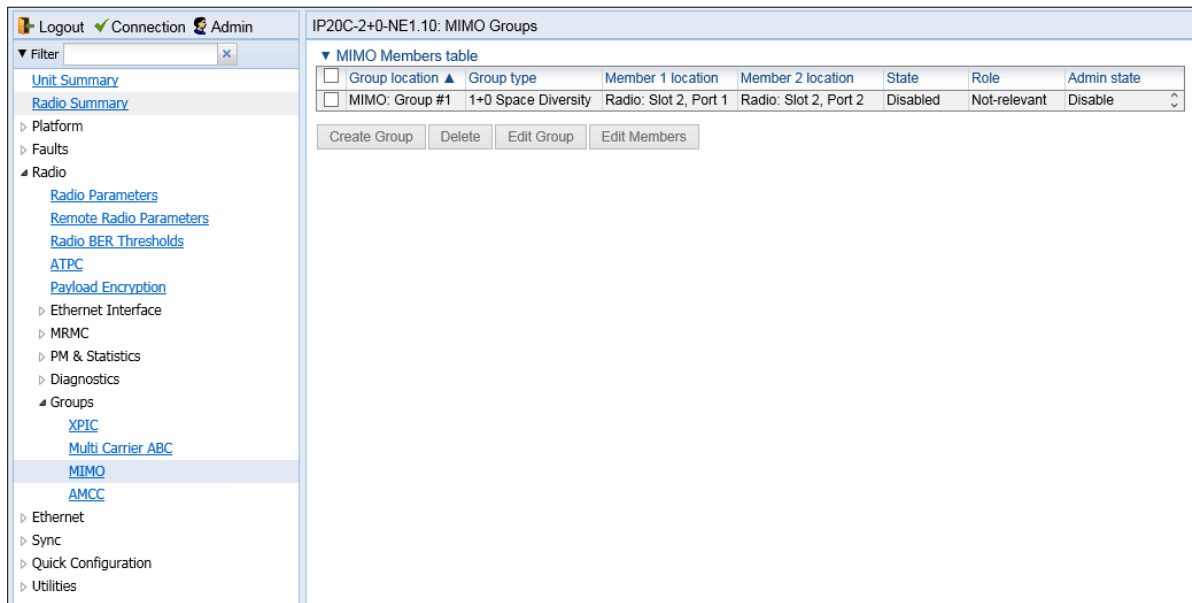 Logout Connection Admin
IP20C-2+0-NE1.10: MIMO Groups
Filter
Unit Summary
Radio Summary
Platform
Faults
Radio
Radio Parameters
Remote Radio Parameters
Radio BER Thresholds
ATPC
Payload Encryption
Ethernet Interface
MRMC
PM & Statistics
Diagnostics
Groups
XPIC
Multi Carrier ABC
MIMO
AMCC
Ethernet
Sync
Quick Configuration
Utilities
MIMO Members table
Group location ▲ Group type Member 1 location Member 2 location State Role Admin state
MIMO: Group #1 1+0 Space Diversity Radio: Slot 2, Port 1 Radio: Slot 2, Port 2 Disabled Not-relevant Disable
Create Group Delete Edit Group Edit Members